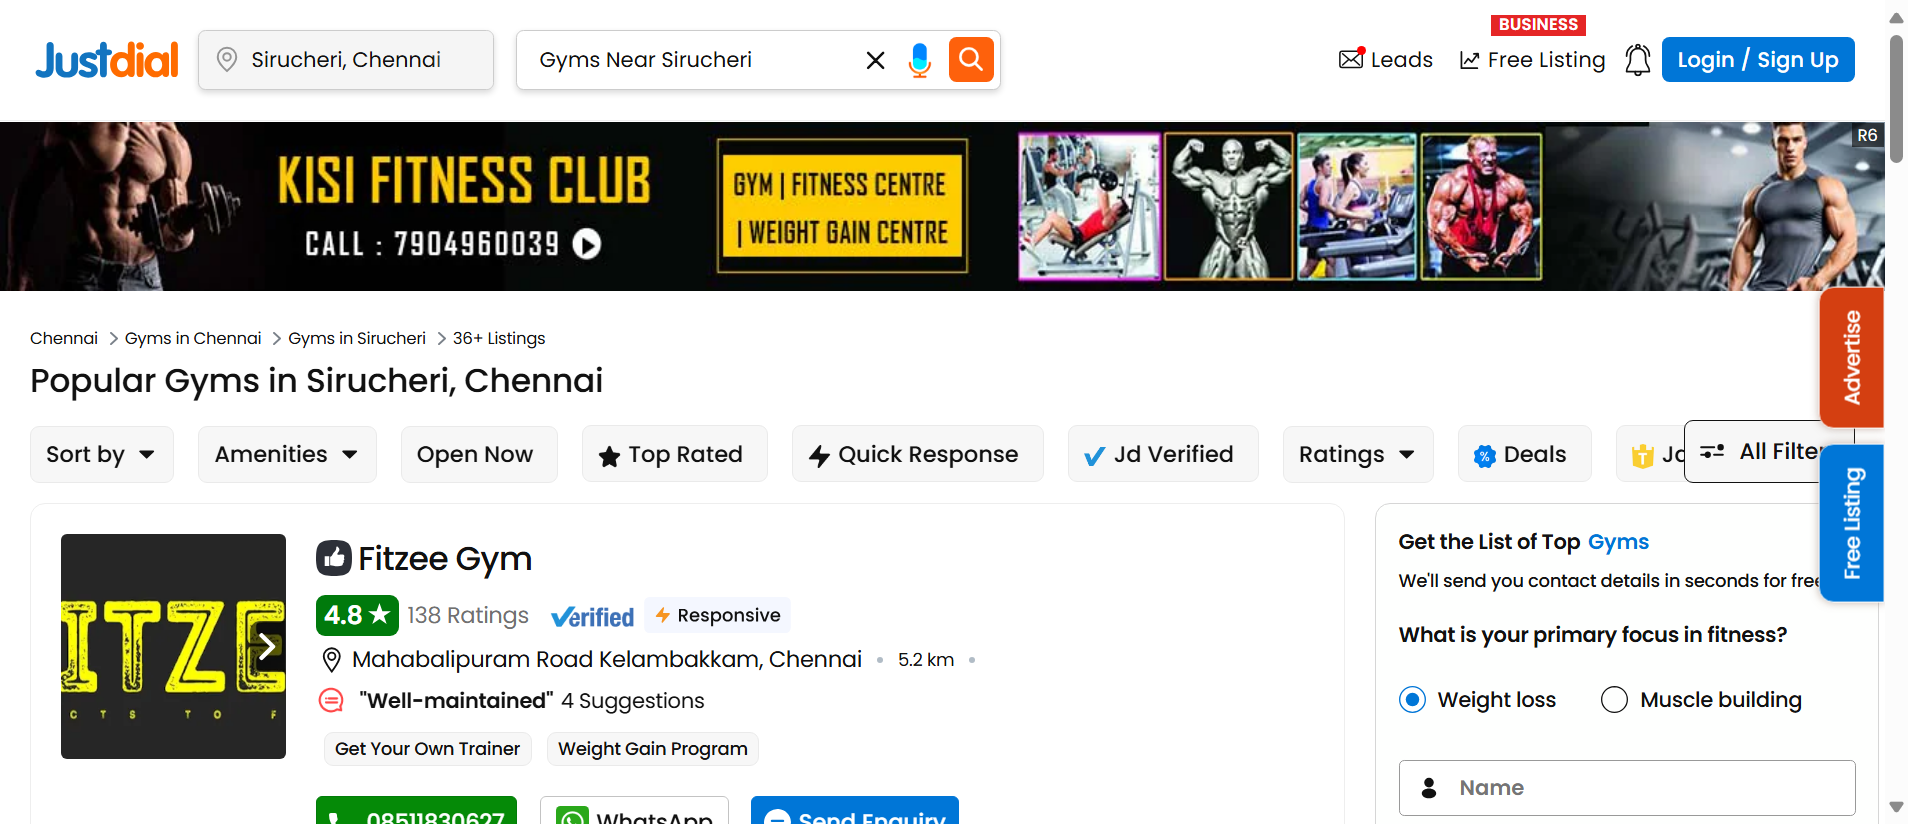 Justdial
Sirucheri, Chennai
Gyms Near Sirucheri
Leads
BUSINESS
Free Listing
Login / Sign Up
KISI FITNESS CLUB
CALL : 7904960039
GYM | FITNESS CENTRE
| WEIGHT GAIN CENTRE
R6
Chennai
Gyms in Chennai
Gyms in Sirucheri
36+ Listings
Popular Gyms in Sirucheri, Chennai
Sort by
Amenities
Open Now
Top Rated
Quick Response
Jd Verified
Ratings
Deals
All Filte
Advertise
Free Listing
ITZE
C T S T O F
Fitzee Gym
4.8 ★ 138 Ratings
Verified
Responsive
Mahabalipuram Road Kelambakkam, Chennai • 5.2 km •
"Well-maintained" 4 Suggestions
Get Your Own Trainer
Weight Gain Program
08511830627
WhatsApp
Send Enquiry
Get the List of Top Gyms
We'll send you contact details in seconds for free
What is your primary focus in fitness?
Weight loss
Muscle building
Name